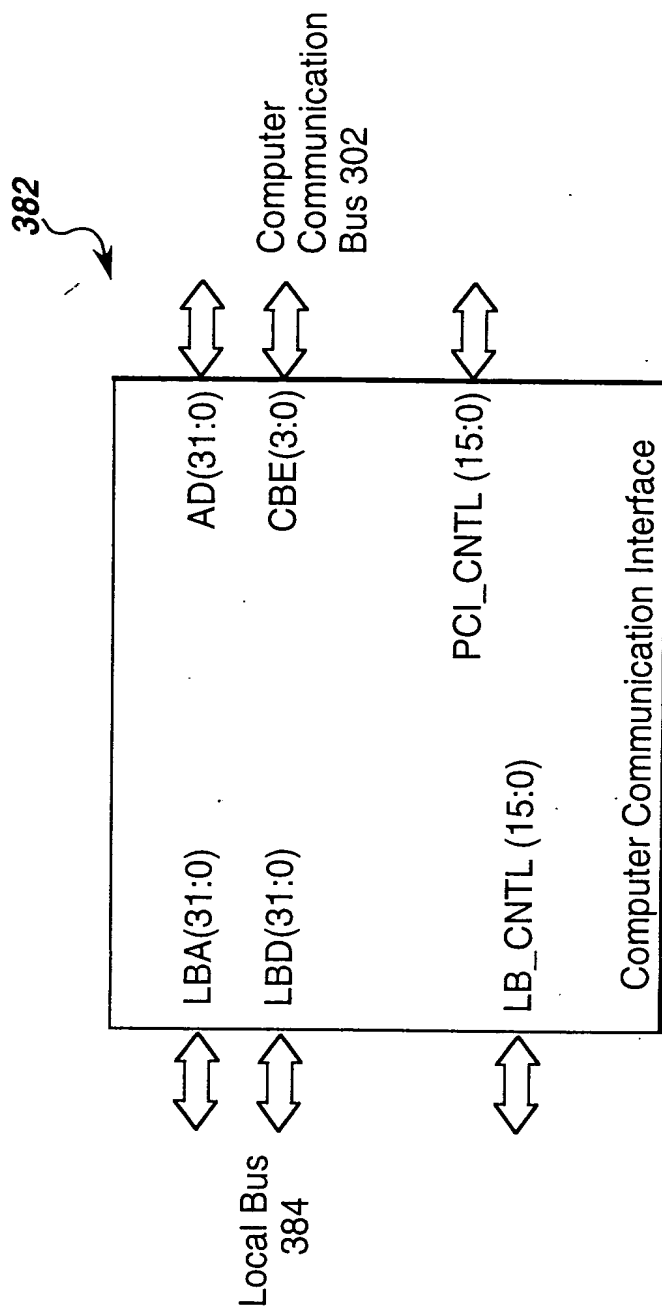 382
Local Bus
384
LBA(31:0)
LBD(31:0)
LB_CNTL (15:0)
AD(31:0)
CBE(3:0)
PCI_CNTL (15:0)
Computer Communication Interface
Computer
Communication
Bus 302